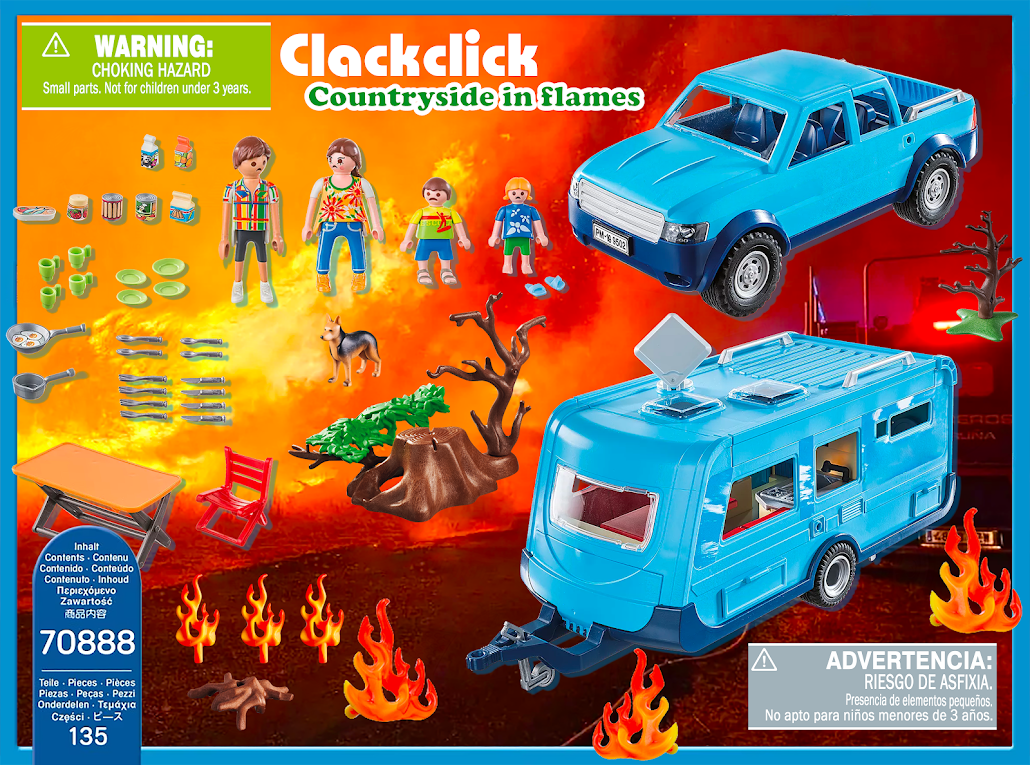 WARNING:
CHOKING HAZARD
Small parts. Not for children under 3 years.
Clackclick
Countryside in flames
PM-19 9502
Inhalt
Contents · Contenu
Contenido · Conteúdo
Contenuto · Inhoud
Περιεχόμενο
Zawartość
商品内容
70888
Teile · Pieces · Pièces
Piezas · Peças · Pezzi
Onderdelen · Τεμάχια
Części · ピース
135
ADVERTENCIA:
RIESGO DE ASFIXIA.
Presencia de elementos pequeños.
No apto para niños menores de 3 años.